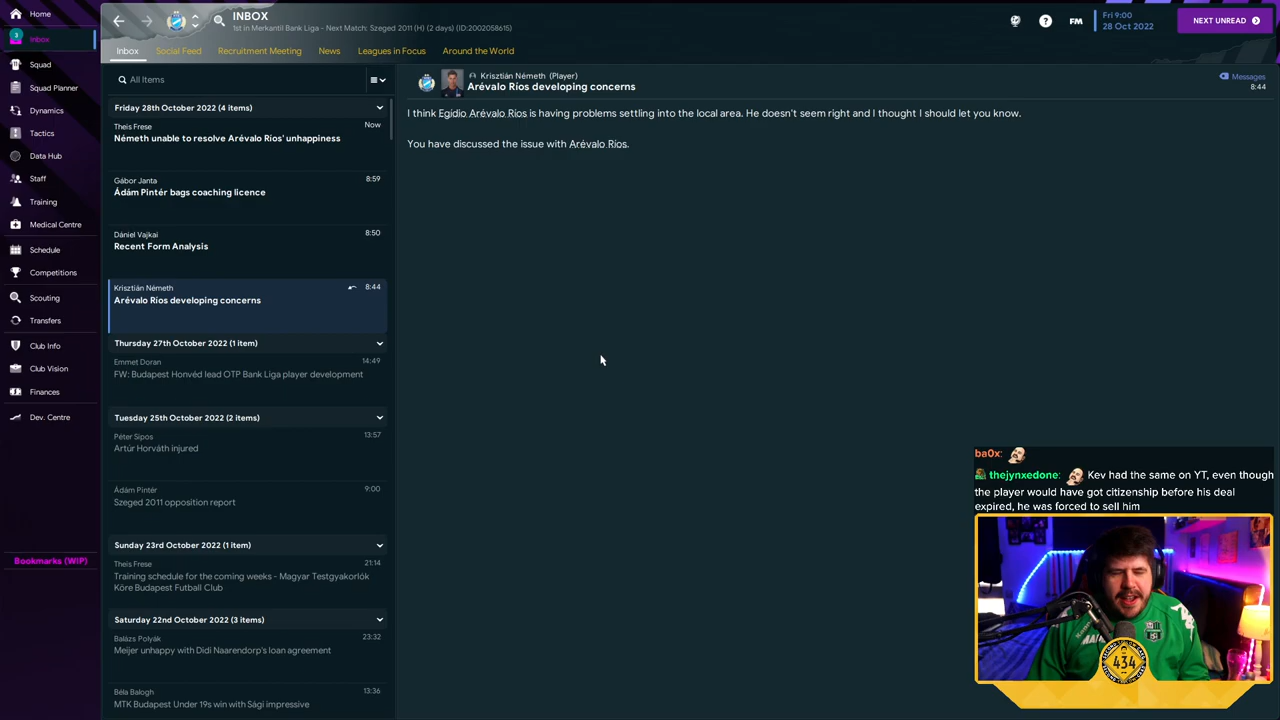 Home
3
Inbox
Squad
Squad Planner
Dynamics
Tactics
Data Hub
Staff
Training
Medical Centre
Schedule
Competitions
Scouting
Transfers
Club Info
Club Vision
Finances
Dev. Centre
Bookmarks (WIP)
INBOX
1st in Merkantil Bank Liga - Next Match: Szeged 2011 (H) (2 days) (ID:2002058615)
FM
Fri 9:00
28 Oct 2022
NEXT UNREAD
Inbox
Social Feed
Recruitment Meeting
News
Leagues in Focus
Around the World
All Items
Friday 28th October 2022 (4 items)
Theis Frese
Now
Németh unable to resolve Arévalo Ríos' unhappiness
Gábor Janta
8:59
Ádám Pintér bags coaching licence
Dániel Vajkai
8:50
Recent Form Analysis
Krisztián Németh
8:44
Arévalo Ríos developing concerns
Thursday 27th October 2022 (1 item)
Emmet Doran
14:49
FW: Budapest Honvéd lead OTP Bank Liga player development
Tuesday 25th October 2022 (2 items)
Péter Sipos
13:57
Artúr Horváth injured
Ádám Pintér
9:00
Szeged 2011 opposition report
Sunday 23rd October 2022 (1 item)
Theis Frese
21:14
Training schedule for the coming weeks - Magyar Testgyakorlók
Köre Budapest Futball Club
Saturday 22nd October 2022 (3 items)
Balázs Polyák
23:32
Meijer unhappy with Didi Naarendorp's loan agreement
Béla Balogh
13:36
MTK Budapest Under 19s win with Sági impressive
Krisztián Németh (Player)
Arévalo Ríos developing concerns
Messages
8:44
I think Egidio Arévalo Ríos is having problems settling into the local area. He doesn't seem right and I thought I should let you know.
You have discussed the issue with Arévalo Ríos.
ba0x:
thejynxedone: Kev had the same on YT, even though
the player would have got citizenship before his deal
expired, he was forced to sell him
434